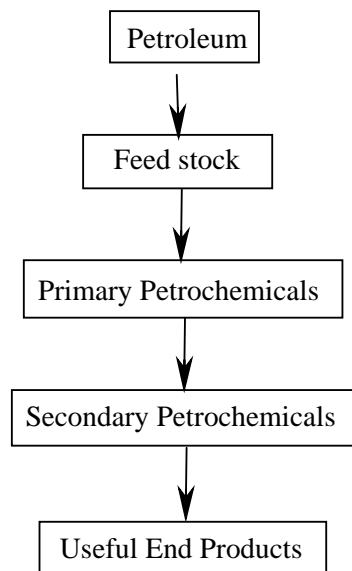 Petroleum
Feed stock
Primary Petrochemicals
Secondary Petrochemicals
Useful End Products